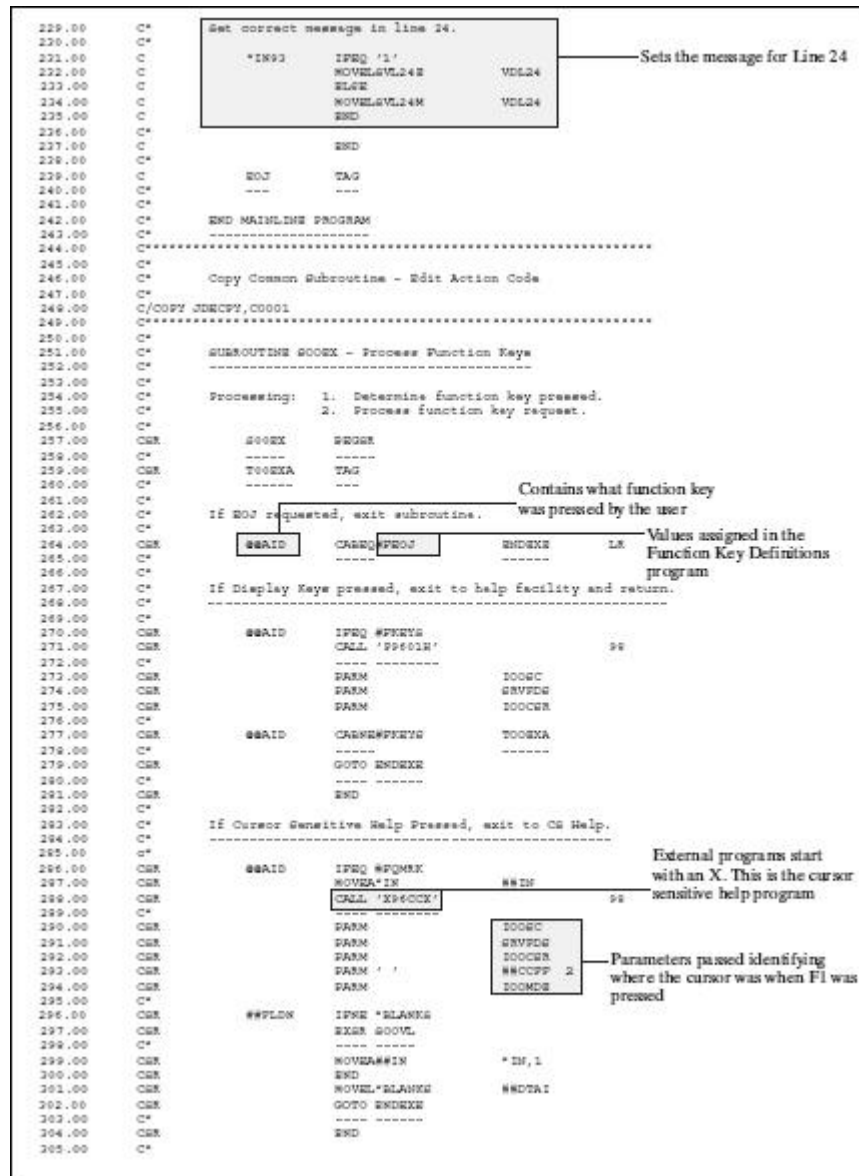 229.00 C* Set correct message in line 24.
230.00 C*
231.00 C *IN93 IFEQ '1'
232.00 C MOVEL@VL24E VDL24
233.00 C ELSE
234.00 C MOVEL@VL24M VDL24
235.00 C END
Sets the message for Line 24
236.00 C*
237.00 C END
238.00 C*
239.00 C EOJ TAG
240.00 C* --- ---
241.00 C*
242.00 C* END MAINLINE PROGRAM
243.00 C* --------------------
244.00 C****************************************************************
245.00 C*
246.00 C* Copy Common Subroutine - Edit Action Code
247.00 C*
248.00 C/COPY JDECPY,C0001
249.00 C****************************************************************
250.00 C*
251.00 C* SUBROUTINE S00EX - Process Function Keys
252.00 C* ----------------------------------------
253.00 C*
254.00 C* Processing: 1. Determine function key pressed.
255.00 C* 2. Process function key request.
256.00 C*
257.00 CSR S00EX BEGSR
258.00 C* ----- -----
259.00 CSR T00EXA TAG
260.00 C* ------ ---
261.00 C*
Contains what function key
was pressed by the user
262.00 C* If EOJ requested, exit subroutine.
263.00 C*
264.00 CSR @@AID CABEQ#FEOJ ENDEXE LR
265.00 C* ----- ------
Values assigned in the
Function Key Definitions
program
266.00 C*
267.00 C* If Display Keys pressed, exit to help facility and return.
268.00 C* ----------------------------------------------------------
269.00 C*
270.00 CSR @@AID IFEQ #FKEYS
271.00 CSR CALL 'P9601H' 98
272.00 C* ---- --------
273.00 CSR PARM I00SC
274.00 CSR PARM SRVFDS
275.00 CSR PARM I00CSR
276.00 C*
277.00 CSR @@AID CABNE#FKEYS T00EXA
278.00 C* ----- ------
279.00 CSR GOTO ENDEXE
280.00 C* ---- ------
281.00 CSR END
282.00 C*
283.00 C* If Cursor Sensitive Help Pressed, exit to CS Help.
284.00 C* --------------------------------------------------
285.00 c*
286.00 CSR @@AID IFEQ #FQMRK
287.00 CSR MOVEA*IN ##IN
288.00 CSR CALL 'X96CCX' 98
External programs start
with an X. This is the cursor
sensitive help program
289.00 C* ---- --------
290.00 CSR PARM I00SC
291.00 CSR PARM SRVFDS
292.00 CSR PARM I00CSR
293.00 CSR PARM ' ' ##CCPF 2
294.00 CSR PARM I00MDS
Parameters passed identifying
where the cursor was when F1 was
pressed
295.00 C*
296.00 CSR ##FLDN IFNE *BLANKS
297.00 CSR EXSR S00VL
298.00 C* ---- -----
299.00 CSR MOVEA##IN *IN,1
300.00 CSR END
301.00 CSR MOVEL*BLANKS ##DTAI
302.00 CSR GOTO ENDEXE
303.00 C* ---- ------
304.00 CSR END
305.00 C*